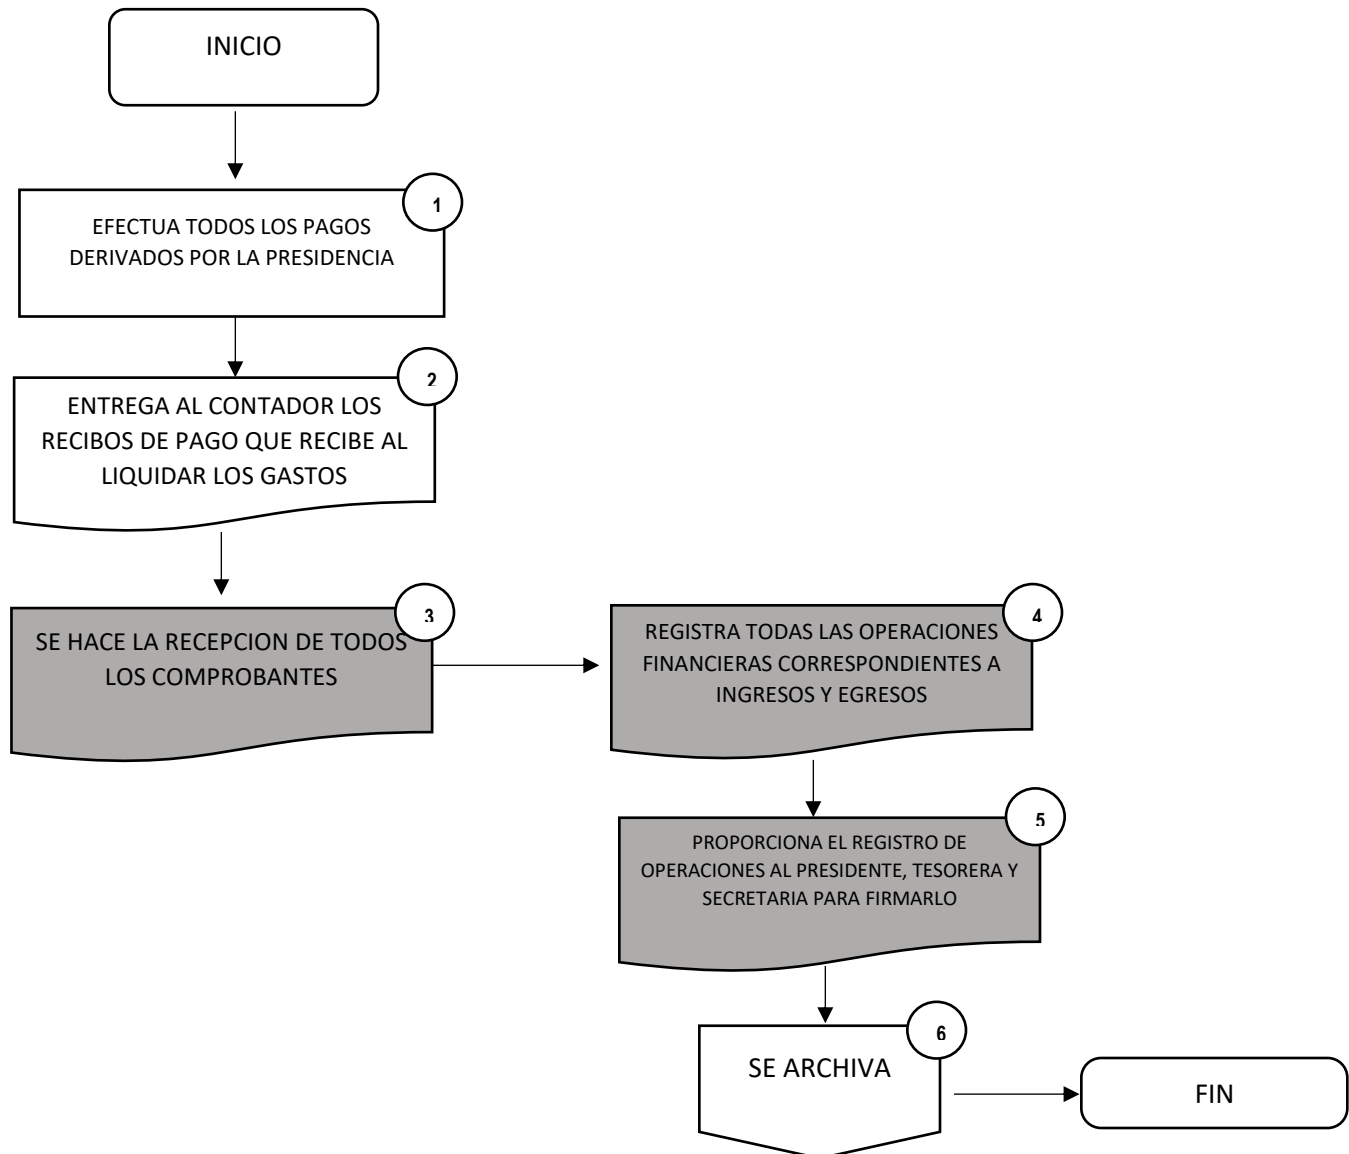 INICIO
1
EFECTUA TODOS LOS PAGOS
DERIVADOS POR LA PRESIDENCIA
2
ENTREGA AL CONTADOR LOS
RECIBOS DE PAGO QUE RECIBE AL
LIQUIDAR LOS GASTOS
3
SE HACE LA RECEPCION DE TODOS
LOS COMPROBANTES
4
REGISTRA TODAS LAS OPERACIONES
FINANCIERAS CORRESPONDIENTES A
INGRESOS Y EGRESOS
5
PROPORCIONA EL REGISTRO DE
OPERACIONES AL PRESIDENTE, TESORERA Y
SECRETARIA PARA FIRMARLO
6
SE ARCHIVA
FIN